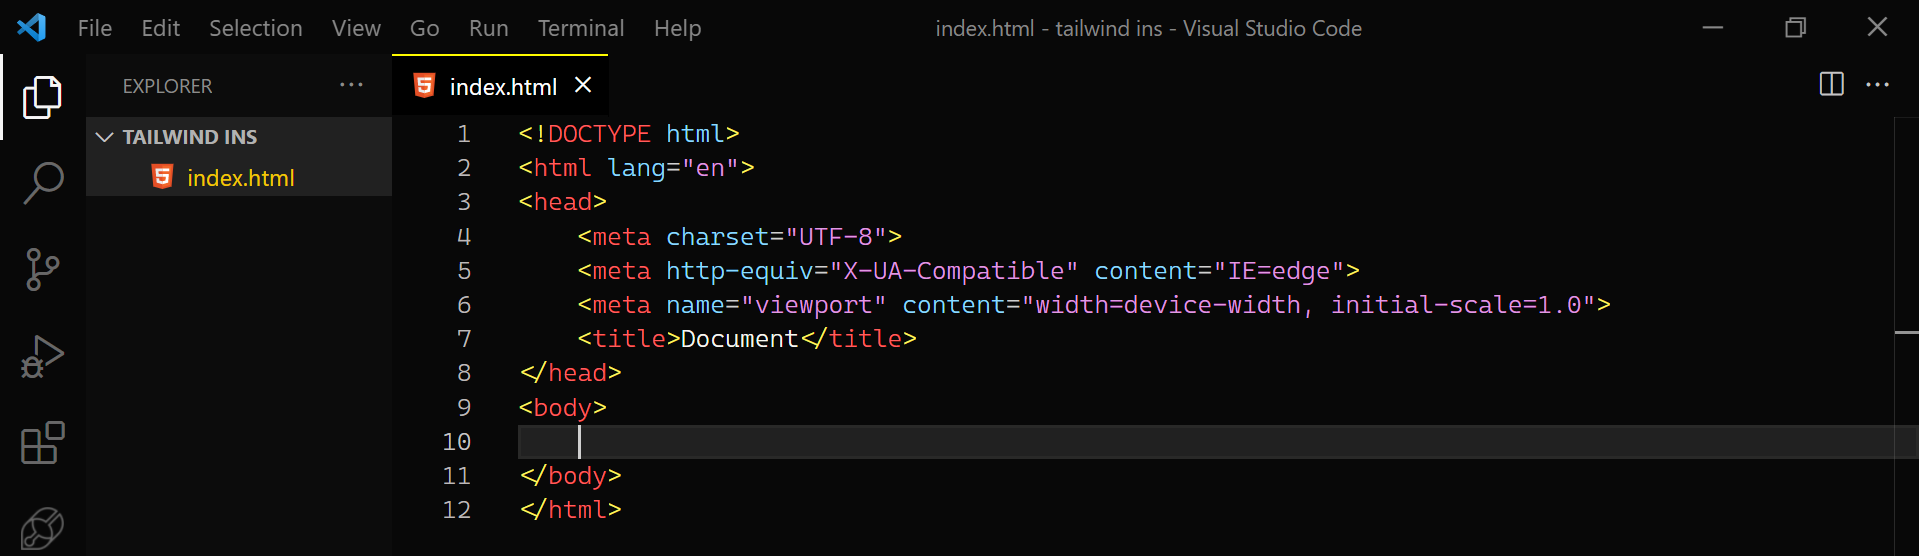 File Edit Selection View Go Run Terminal Help index.html - tailwind ins - Visual Studio Code
EXPLORER ···
TAILWIND INS
index.html
index.html
1 <!DOCTYPE html>
2 <html lang="en">
3 <head>
4     <meta charset="UTF-8">
5     <meta http-equiv="X-UA-Compatible" content="IE=edge">
6     <meta name="viewport" content="width=device-width, initial-scale=1.0">
7     <title>Document</title>
8 </head>
9 <body>
10
11 </body>
12 </html>